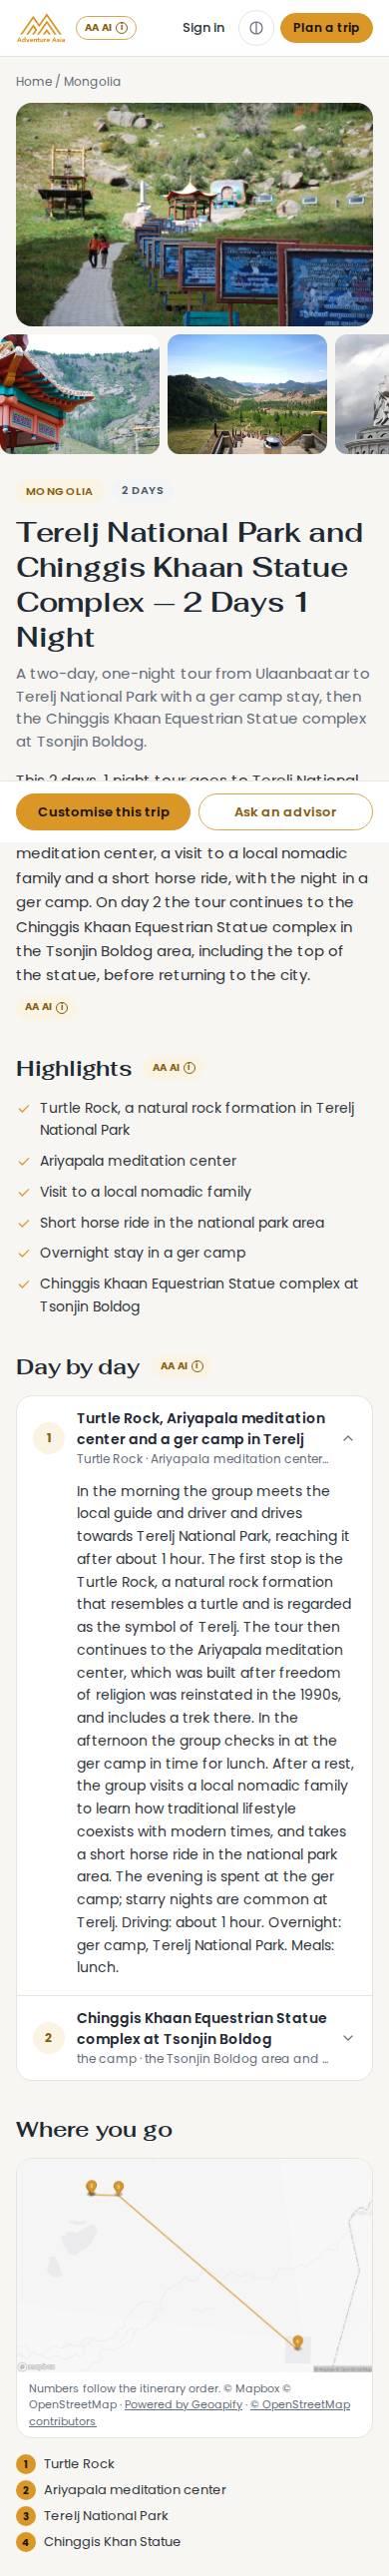 Adventure Asia
AA AI
Sign in
Plan a trip
Home / Mongolia
MONGOLIA
2 DAYS
Terelj National Park and
Chinggis Khaan Statue
Complex – 2 Days 1
Night
A two-day, one-night tour from Ulaanbaatar to
Terelj National Park with a ger camp stay, then
the Chinggis Khaan Equestrian Statue complex
at Tsonjin Boldog.
This 2 days, 1 night tour goes to Terelj National
Customise this trip
Ask an advisor
meditation center, a visit to a local nomadic
family and a short horse ride, with the night in a
ger camp. On day 2 the tour continues to the
Chinggis Khaan Equestrian Statue complex in
the Tsonjin Boldog area, including the top of
the statue, before returning to the city.
AA AI
Highlights
AA AI
Turtle Rock, a natural rock formation in Terelj
National Park
Ariyapala meditation center
Visit to a local nomadic family
Short horse ride in the national park area
Overnight stay in a ger camp
Chinggis Khaan Equestrian Statue complex at
Tsonjin Boldog
Day by day
AA AI
1
Turtle Rock, Ariyapala meditation
center and a ger camp in Terelj
Turtle Rock · Ariyapala meditation center...
In the morning the group meets the
local guide and driver and drives
towards Terelj National Park, reaching it
after about 1 hour. The first stop is the
Turtle Rock, a natural rock formation
that resembles a turtle and is regarded
as the symbol of Terelj. The tour then
continues to the Ariyapala meditation
center, which was built after freedom
of religion was reinstated in the 1990s,
and includes a trek there. In the
afternoon the group checks in at the
ger camp in time for lunch. After a rest,
the group visits a local nomadic family
to learn how traditional lifestyle
coexists with modern times, and takes
a short horse ride in the national park
area. The evening is spent at the ger
camp; starry nights are common at
Terelj. Driving: about 1 hour. Overnight:
ger camp, Terelj National Park. Meals:
lunch.
2
Chinggis Khaan Equestrian Statue
complex at Tsonjin Boldog
the camp · the Tsonjin Boldog area and ...
Where you go
mapbox
Numbers follow the itinerary order. © Mapbox ©
OpenStreetMap · Powered by Geoapify · © OpenStreetMap
contributors
1 Turtle Rock
2 Ariyapala meditation center
3 Terelj National Park
4 Chinggis Khan Statue